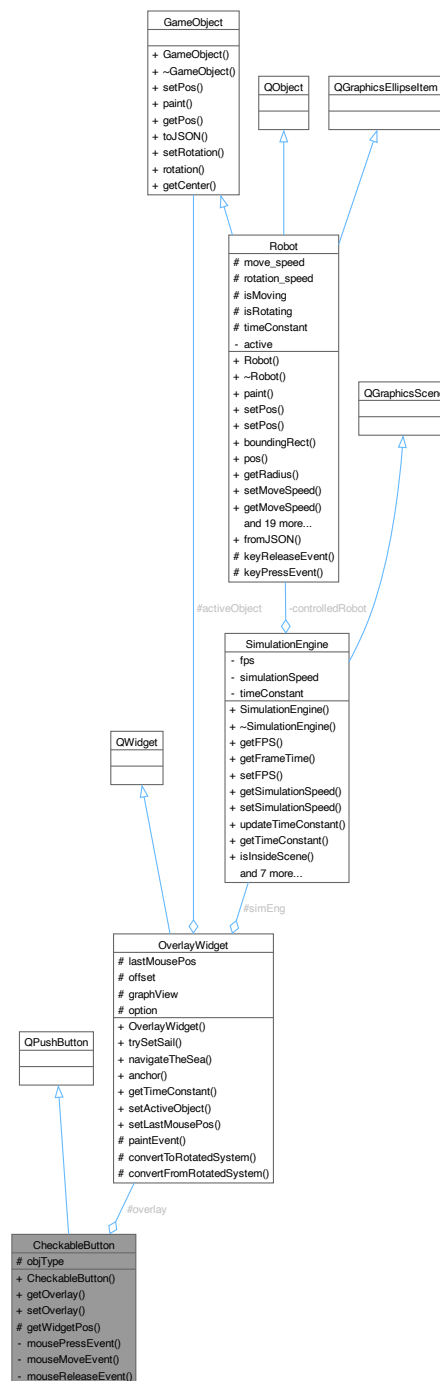 GameObject
+ GameObject()
+ ~GameObject()
+ setPos()
+ paint()
+ getPos()
+ toJSON()
+ setRotation()
+ rotation()
+ getCenter()
QObject
QGraphicsEllipseItem
Robot
# move_speed
# rotation_speed
# isMoving
# isRotating
# timeConstant
- active
+ Robot()
+ ~Robot()
+ paint()
+ setPos()
+ setPos()
+ boundingRect()
+ pos()
+ getRadius()
+ setMoveSpeed()
+ getMoveSpeed()
and 19 more...
+ fromJSON()
# keyReleaseEvent()
# keyPressEvent()
QGraphicsScene
#activeObject
-controlledRobot
SimulationEngine
- fps
- simulationSpeed
- timeConstant
+ SimulationEngine()
+ ~SimulationEngine()
+ getFPS()
+ getFrameTime()
+ setFPS()
+ getSimulationSpeed()
+ setSimulationSpeed()
+ updateTimeConstant()
+ getTimeConstant()
+ isInsideScene()
and 7 more...
QWidget
#simEng
OverlayWidget
# lastMousePos
# offset
# graphView
# option
+ OverlayWidget()
+ trySetSail()
+ navigateTheSea()
+ anchor()
+ getTimeConstant()
+ setActiveObject()
+ setLastMousePos()
# paintEvent()
# convertToRotatedSystem()
# convertFromRotatedSystem()
QPushButton
#overlay
CheckableButton
# objType
+ CheckableButton()
+ getOverlay()
+ setOverlay()
# getWidgetPos()
- mousePressEvent()
- mouseMoveEvent()
- mouseReleaseEvent()